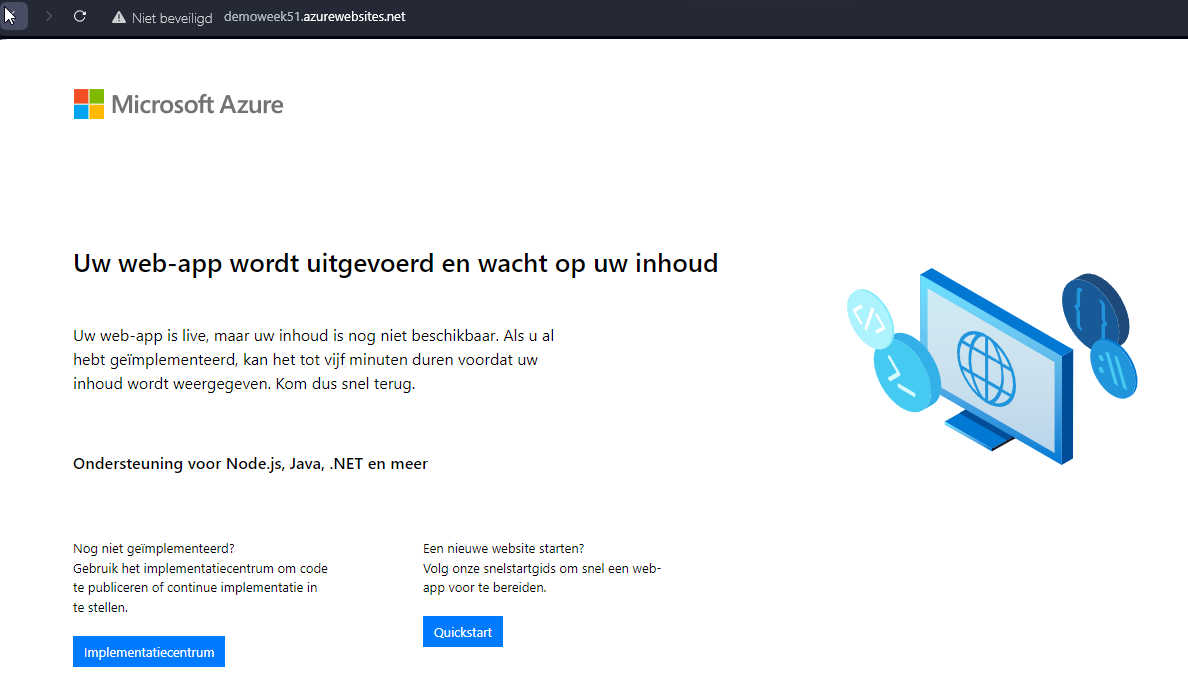 Niet beveiligd demoweek51.azurewebsites.net
Microsoft Azure
Uw web-app wordt uitgevoerd en wacht op uw inhoud
Uw web-app is live, maar uw inhoud is nog niet beschikbaar. Als u al
hebt geïmplementeerd, kan het tot vijf minuten duren voordat uw
inhoud wordt weergegeven. Kom dus snel terug.
Ondersteuning voor Node.js, Java, .NET en meer
Nog niet geïmplementeerd?
Gebruik het implementatiecentrum om code
te publiceren of continue implementatie in
te stellen.
Implementatiecentrum
Een nieuwe website starten?
Volg onze snelstartgids om snel een web-
app voor te bereiden.
Quickstart